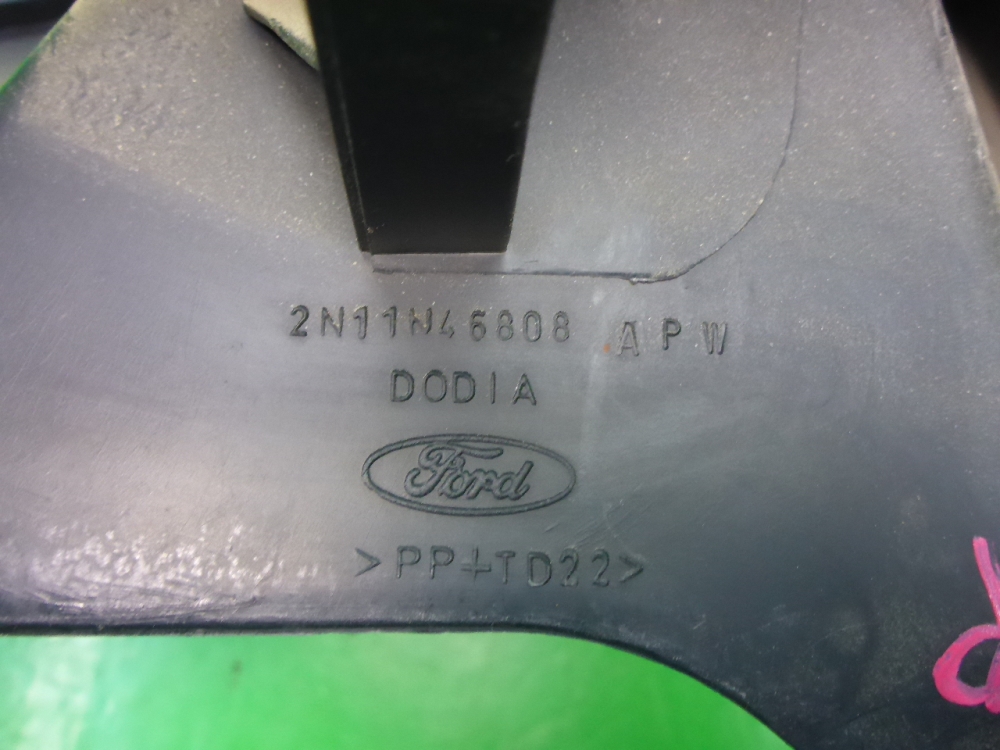 2N11N46808 APW
DODIA
Ford
>PP+TD22>